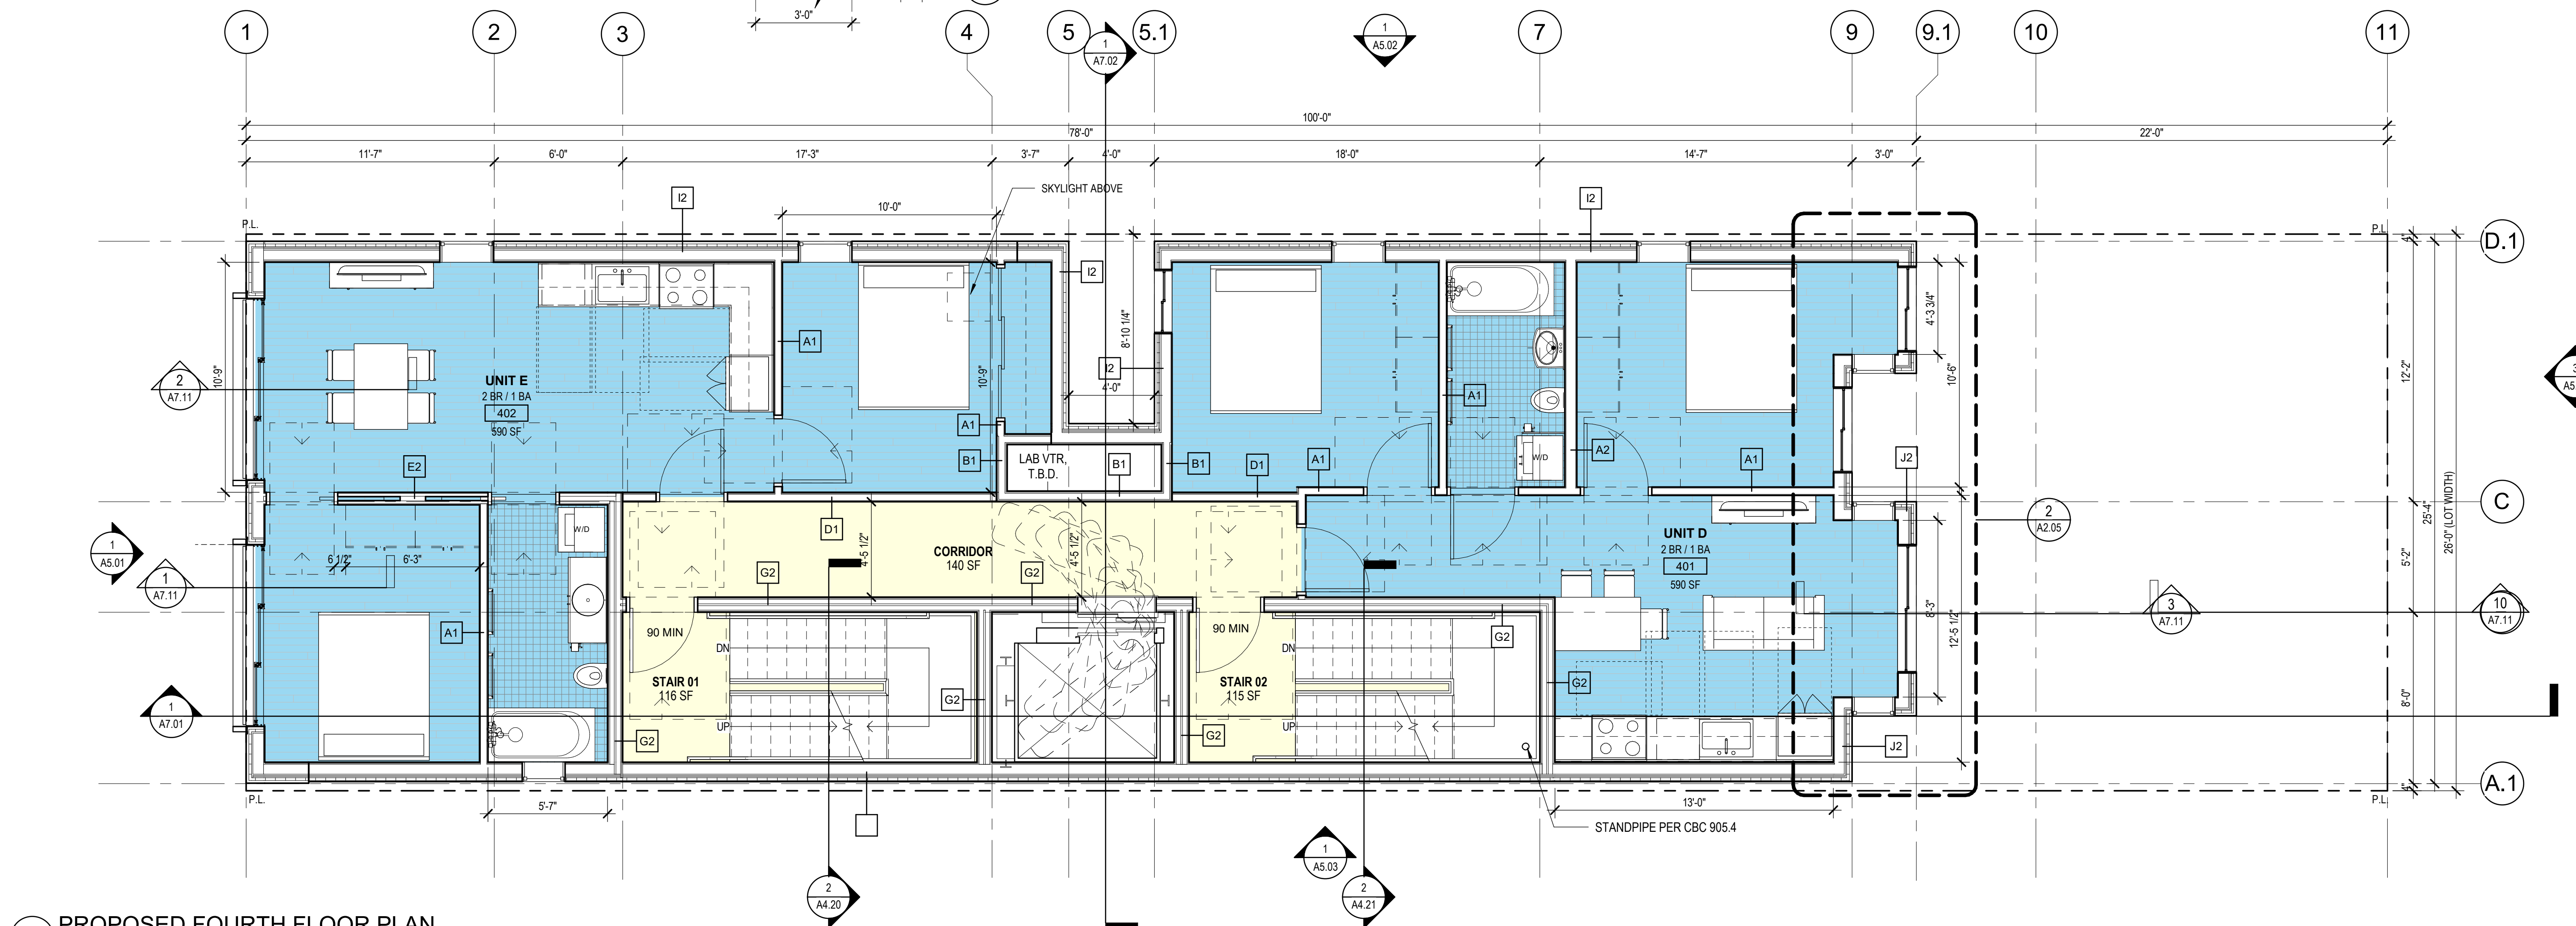 3'-0"
1
2
3
4
5
5.1
7
9
9.1
10
11
1
A7.02
1
A5.02
100'-0"
78'-0"
22'-0"
11'-7"
6'-0"
17'-3"
3'-7"
4'-0"
18'-0"
14'-7"
3'-0"
SKYLIGHT ABOVE
I2
I2
10'-0"
P.L.
P.L.
D.1
4"
I2
8'-10 1/4"
4'-3 3/4"
A1
I2
4'-0"
10'-9"
10'-9"
10'-6"
12'-2"
25'-4"
26'-0" (LOT WIDTH)
2
A7.11
UNIT E
2 BR / 1 BA
402
590 SF
A1
A1
3
E2
B1
LAB VTR,
T.B.D.
B1
B1
D1
A1
W/D
A2
A1
J2
C
W/D
D1
CORRIDOR
140 SF
4'-5 1/2"
4'-5 1/2"
UNIT D
2 BR / 1 BA
401
590 SF
2
A2.05
1
A5.01
1
A7.11
6 1/2"
6'-3"
G2
G2
5'-2"
8'-3"
12'-5 1/2"
3
A7.11
10
A7.11
A1
90 MIN
DN
90 MIN
DN
G2
STAIR 01
116 SF
G2
STAIR 02
115 SF
G2
8'-0"
1
A7.01
UP
UP
G2
G2
J2
P.L.
P.L.
A.1
4"
5'-7"
13'-0"
STANDPIPE PER CBC 905.4
1
A5.03
2
A4.20
2
A4.21
PROPOSED FOURTH FLOOR PLAN